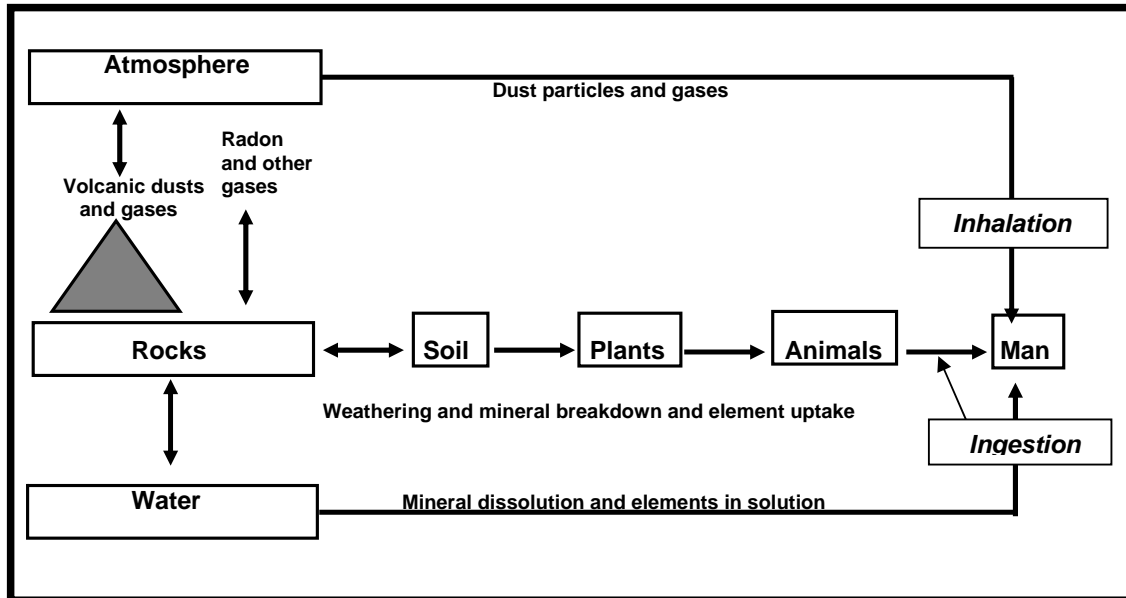 Atmosphere
Dust particles and gases
Radon
and other
gases
Volcanic dusts
and gases
Inhalation
Rocks
Soil
Plants
Animals
Man
Weathering and mineral breakdown and element uptake
Ingestion
Water
Mineral dissolution and elements in solution